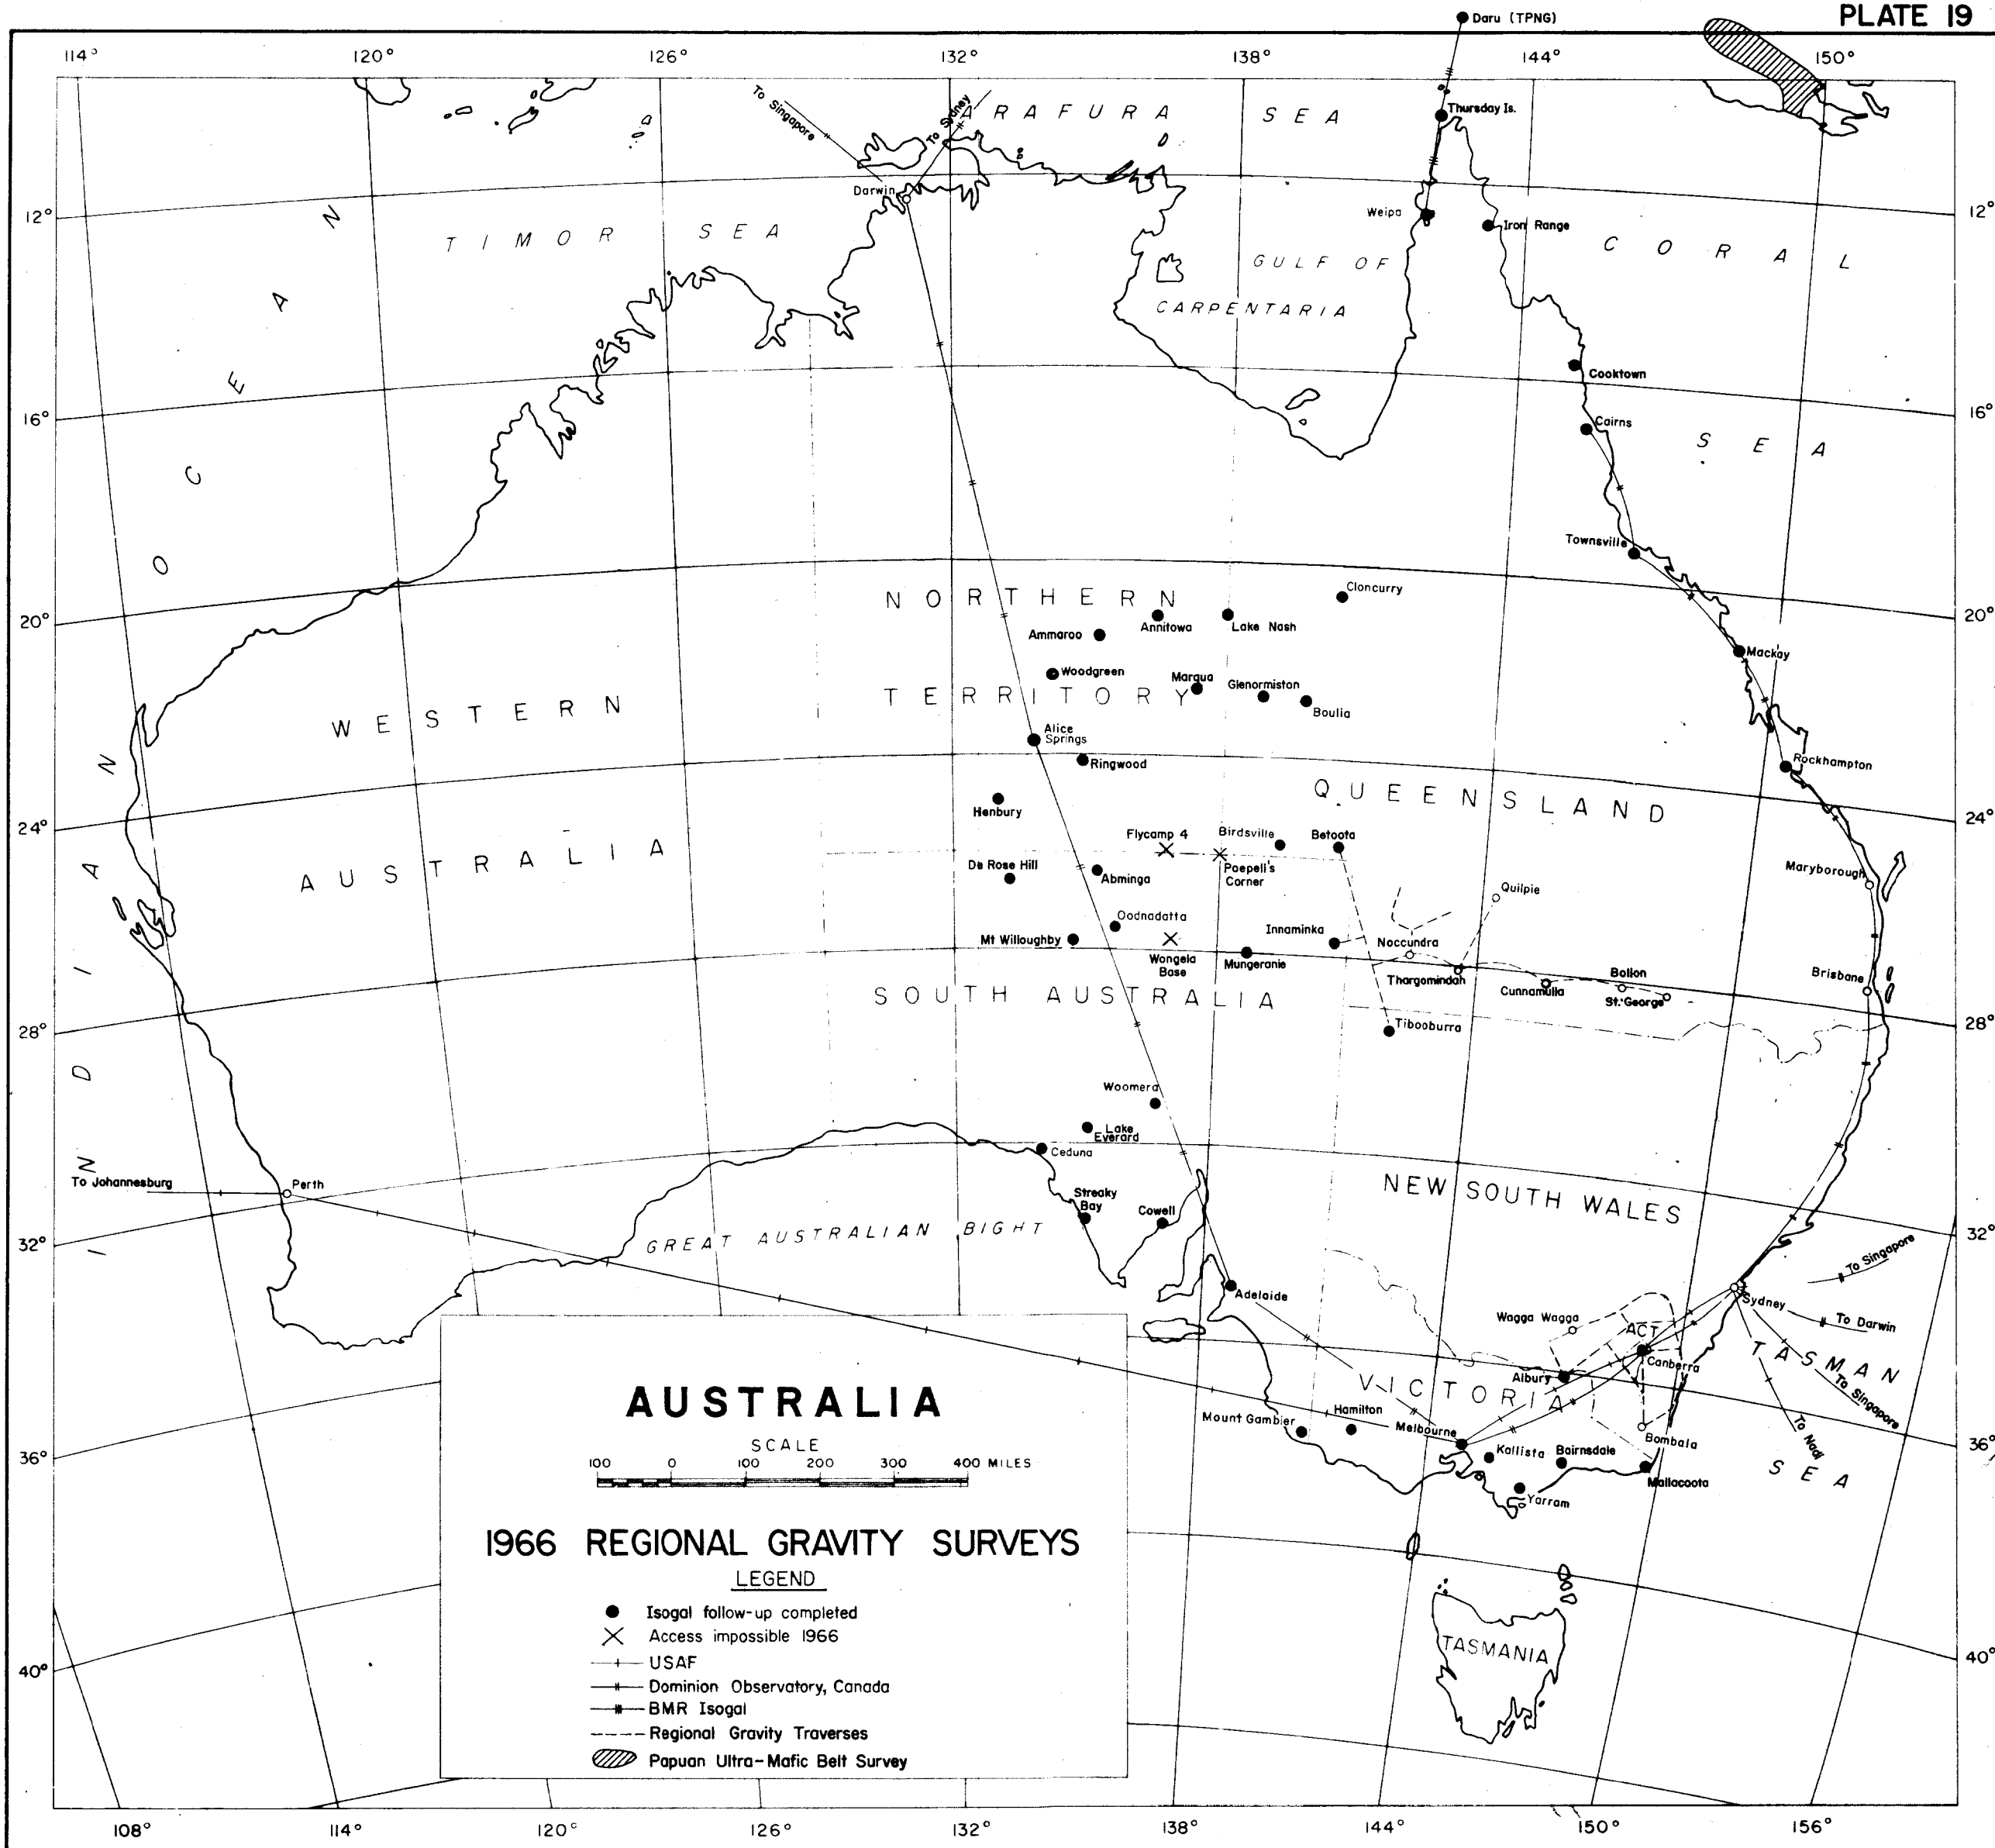 PLATE 19
Daru (TPNG)
114° 120° 126° 132° 138° 144° 150°
To Singapore
To Sydney
ARAFURA SEA
Thursday Is.
Darwin
12°
12°
Weipa
Iron Range
TIMOR SEA
GULF OF
CARPENTARIA
CORAL
SEA
Cooktown
16°
16°
Cairns
INDIAN OCEAN
Townsville
NORTHERN
TERRITORY
Cloncurry
20°
20°
Annitowa
Lake Nash
Ammaroo
Mackay
Woodgreen
Marqua
Glenormiston
Boulia
WESTERN
AUSTRALIA
Alice
Springs
Ringwood
Rockhampton
QUEENSLAND
Henbury
24°
24°
Flycamp 4
Birdsville
Betoota
De Rose Hill
Abminga
Poepell's
Corner
Maryborough
Quilpie
Oodnadatta
Mt Willoughby
Innaminka
Noccundra
Wongela
Base
Mungeranie
Thargomindah
Cunnamulla
Bollon
St. George
Brisbane
SOUTH AUSTRALIA
Tibooburra
28°
28°
Woomera
Lake
Everard
Ceduna
To Johannesburg
Perth
Streaky
Bay
Cowell
NEW SOUTH WALES
GREAT AUSTRALIAN BIGHT
32°
32°
To Singapore
Adelaide
Sydney
To Darwin
Wagga Wagga
ACT
Canberra
TASMAN
SEA
Albury
To Singapore
VICTORIA
Mount Gambier
Hamilton
Melbourne
To Nadi
Bombala
Kallista
Bairnsdale
Mallacoota
Yarram
36°
36°
AUSTRALIA
SCALE
100 0 100 200 300 400 MILES
1966 REGIONAL GRAVITY SURVEYS
LEGEND
Isogal follow-up completed
Access impossible 1966
USAF
Dominion Observatory, Canada
BMR Isogal
Regional Gravity Traverses
Papuan Ultra-Mafic Belt Survey
TASMANIA
40°
40°
108° 114° 120° 126° 132° 138° 144° 150° 156°